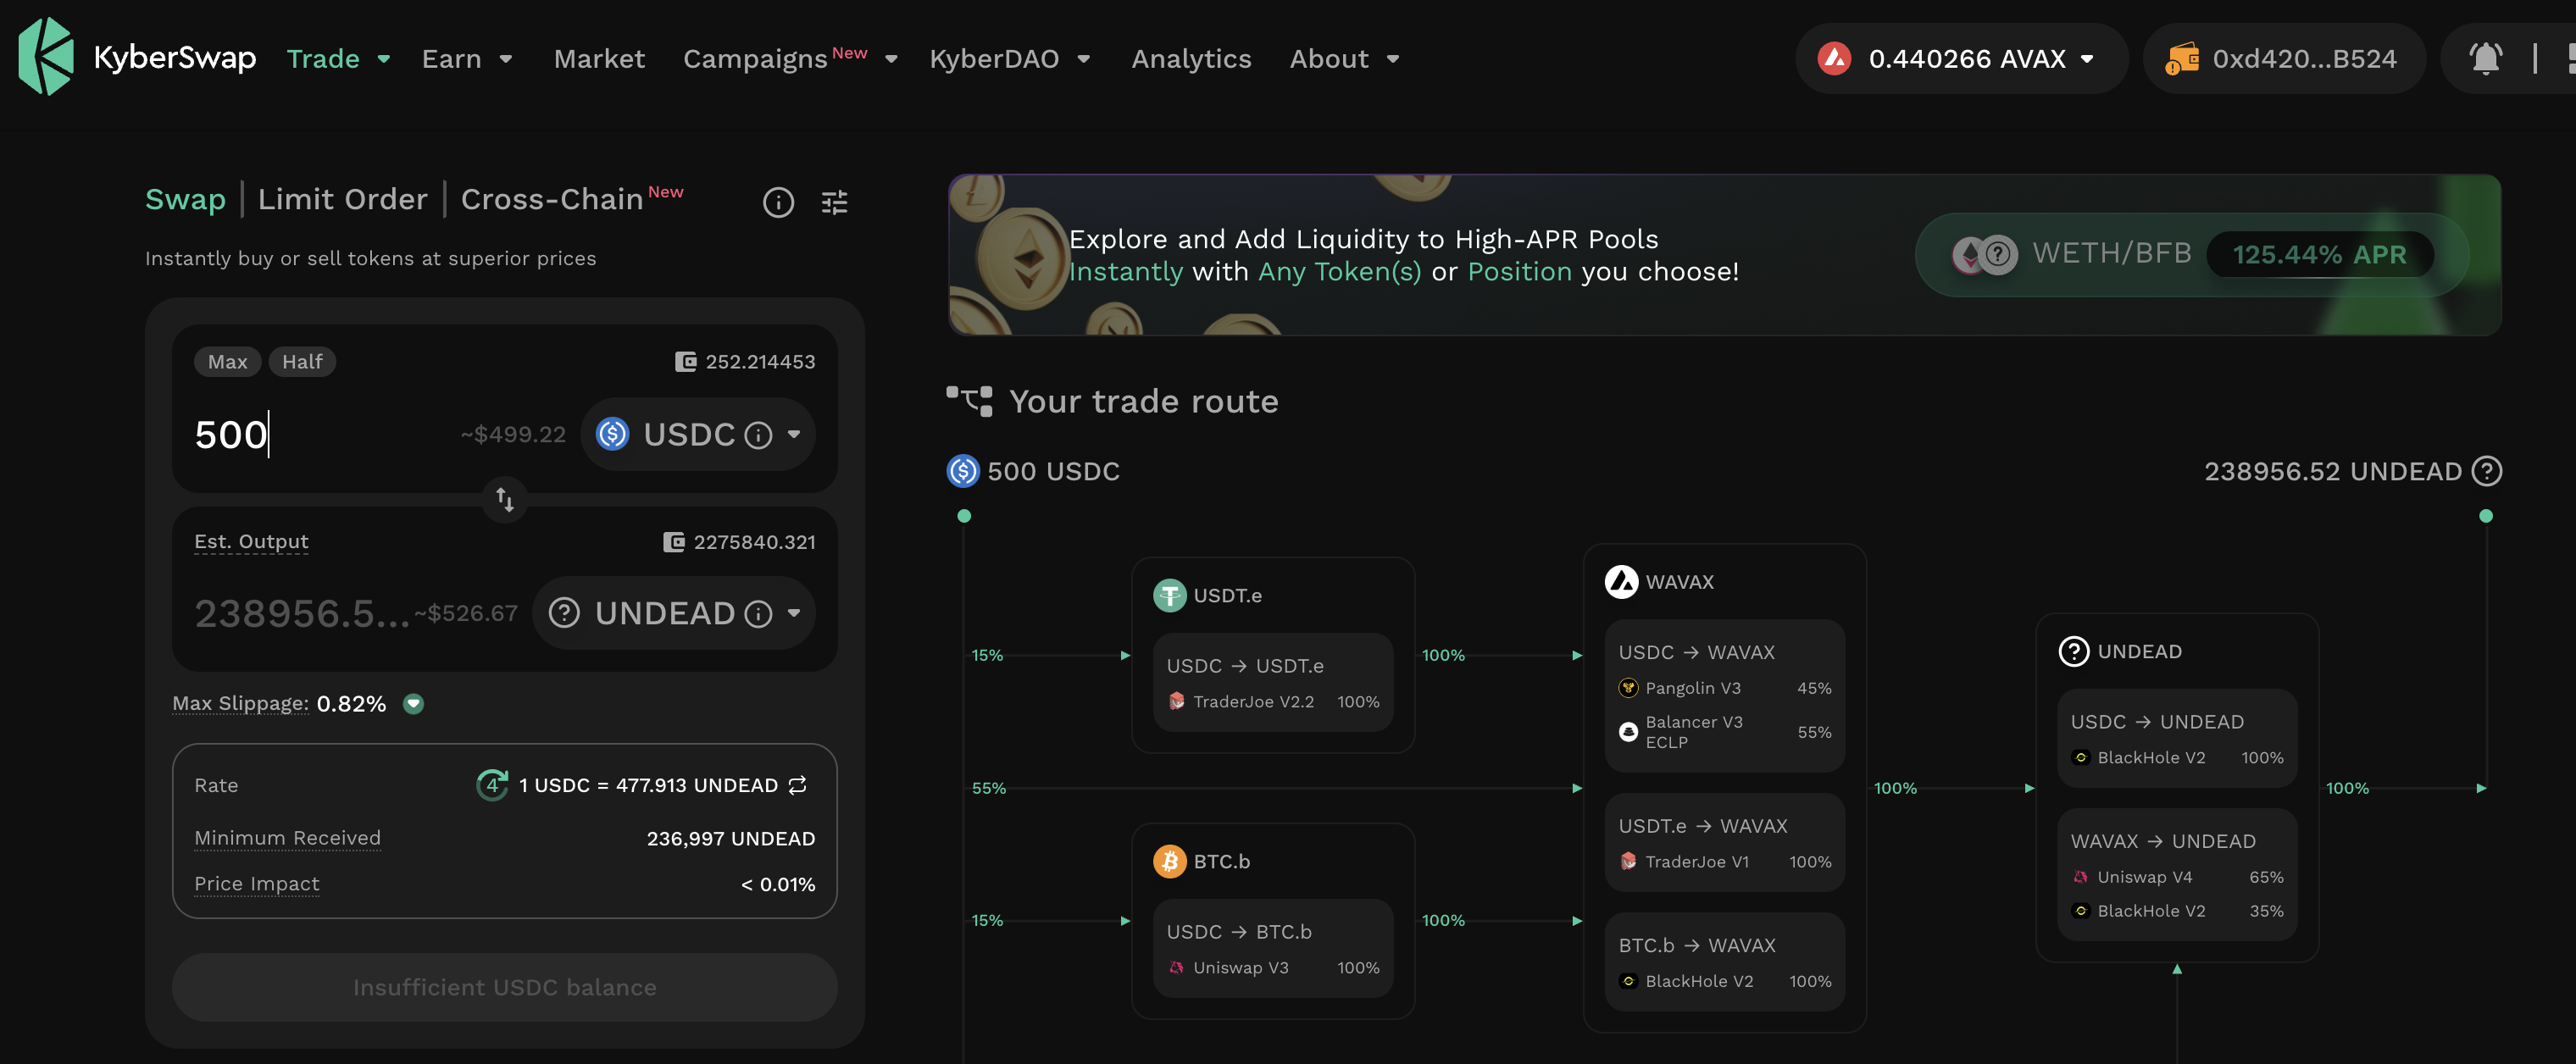 KyberSwap
Trade
Earn
Market
Campaigns New
KyberDAO
Analytics
About
0.440266 AVAX
0xd420...B524
Swap | Limit Order | Cross-Chain New
Instantly buy or sell tokens at superior prices
Max
Half
252.214453
500
~$499.22
USDC
Est. Output
2275840.321
238956.5...
~$526.67
UNDEAD
Max Slippage: 0.82%
Rate
4
1 USDC = 477.913 UNDEAD
Minimum Received
236,997 UNDEAD
Price Impact
< 0.01%
Insufficient USDC balance
Explore and Add Liquidity to High-APR Pools
Instantly with Any Token(s) or Position you choose!
WETH/BFB
125.44% APR
Your trade route
500 USDC
238956.52 UNDEAD
15%
USDT.e
USDC → USDT.e
TraderJoe V2.2 100%
100%
55%
15%
BTC.b
USDC → BTC.b
Uniswap V3 100%
100%
WAVAX
USDC → WAVAX
Pangolin V3 45%
Balancer V3
ECLP
55%
USDT.e → WAVAX
TraderJoe V1 100%
BTC.b → WAVAX
BlackHole V2 100%
100%
UNDEAD
USDC → UNDEAD
BlackHole V2 100%
WAVAX → UNDEAD
Uniswap V4 65%
BlackHole V2 35%
100%